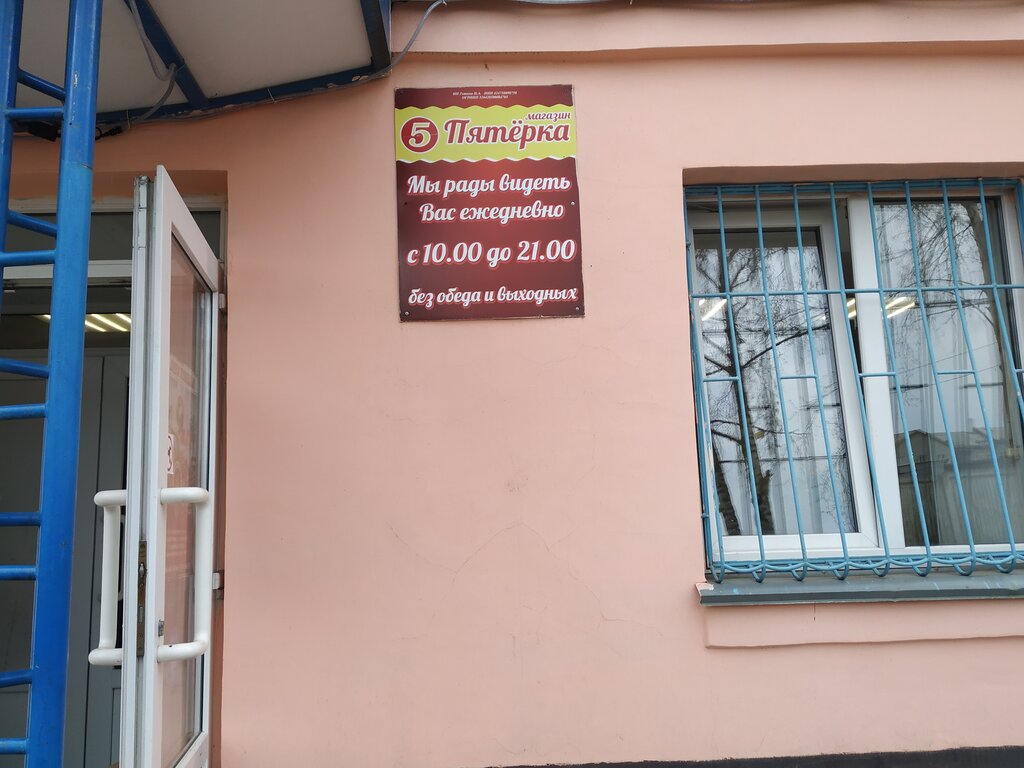 магазин
5 Пятёрка
Мы рады видеть
Вас ежедневно
с 10.00 до 21.00
без обеда и выходных